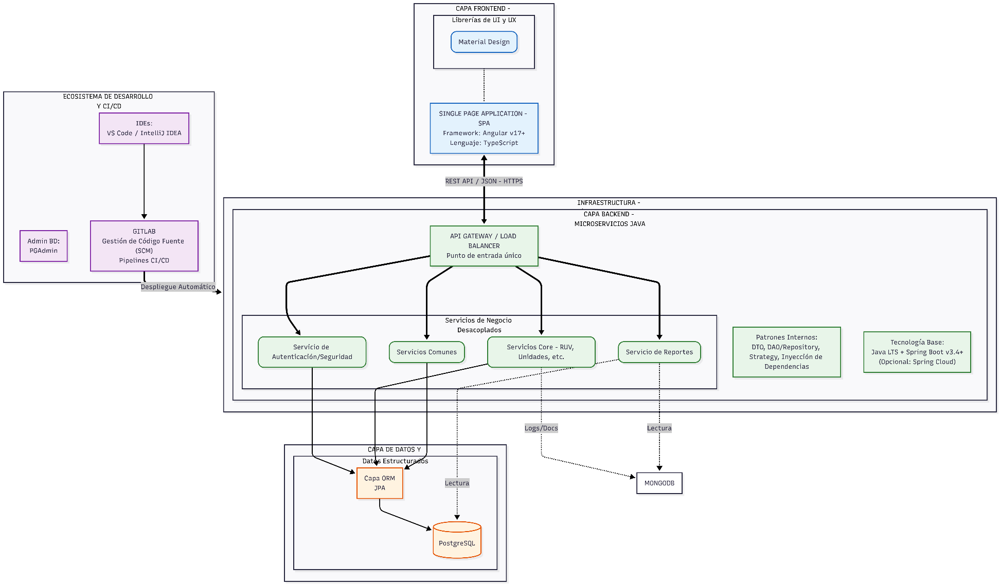 CAPA FRONTEND -
Librerías de UI y UX
Material Design
SINGLE PAGE APPLICATION -
SPA
Framework: Angular v17+
Lenguaje: TypeScript
REST API / JSON - HTTPS
ECOSISTEMA DE DESARROLLO
Y CI/CD
IDEs:
VS Code / IntelliJ IDEA
Admin BD:
PGAdmin
GITLAB
Gestión de Código Fuente
(SCM)
Pipelines CI/CD
Despliegue Automático
INFRAESTRUCTURA -
CAPA BACKEND -
MICROSERVICIOS JAVA
API GATEWAY / LOAD
BALANCER
Punto de entrada único
Servicios de Negocio
Desacoplados
Servicio de
Autenticación/Seguridad
Servicios Comunes
Servicios Core - RUV,
Unidades, etc.
Servicio de Reportes
Patrones Internos:
DTO, DAO/Repository,
Strategy, Inyección de
Dependencias
Tecnología Base:
Java LTS + Spring Boot v3.4+
(Opcional: Spring Cloud)
Logs/Docs
Lectura
CAPA DE DATOS Y
Datos Estructurados
Capa ORM
JPA
Lectura
PostgreSQL
MONGODB